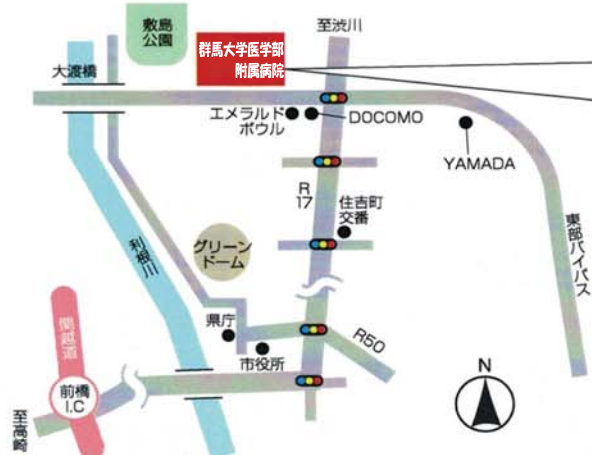 敷島
公園
群馬大学医学部
附属病院
至渋川
大渡橋
エメラルド
ボウル
DOCOMO
YAMADA
R
17
住吉町
交番
利根川
グリーン
ドーム
東部バイパス
県庁
市役所
R50
関越道
前橋
I.C
至高崎
N